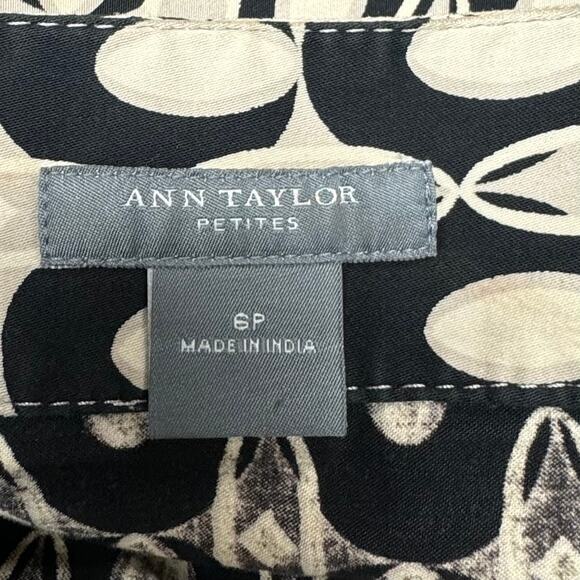 ANN TAYLOR
PETITES
6P
MADE IN INDIA